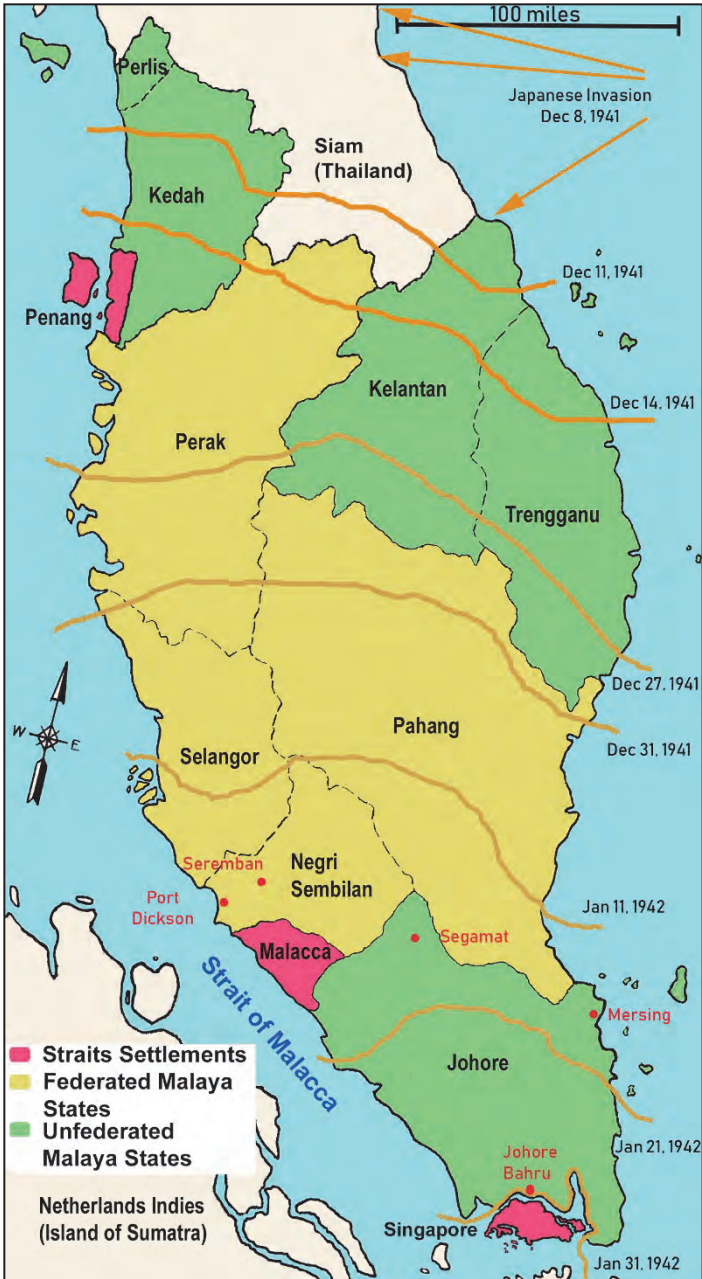 100 miles
Perlis
Japanese Invasion
Dec 8, 1941
Siam
(Thailand)
Kedah
Dec 11, 1941
Penang
Kelantan
Dec 14, 1941
Perak
Trengganu
Dec 27, 1941
Pahang
Dec 31, 1941
W
E
Selangor
Seremban
Negri
Sembilan
Port
Dickson
Jan 11, 1942
Segamat
Malacca
Strait of Malacca
Mersing
Straits Settlements
Federated Malaya
States
Unfederated
Malaya States
Johore
Jan 21, 1942
Johore
Bahru
Netherlands Indies
(Island of Sumatra)
Singapore
Jan 31, 1942